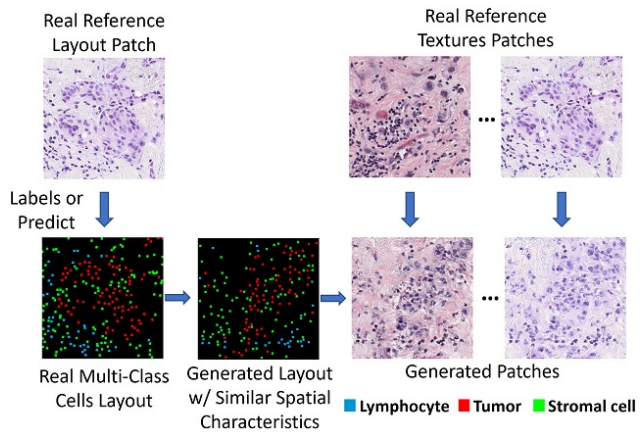 Real Reference
Layout Patch
Real Reference
Textures Patches
...
Labels or
Predict
...
Real Multi-Class
Cells Layout
Generated Layout
w/ Similar Spatial
Characteristics
Generated Patches
Lymphocyte
Tumor
Stromal cell